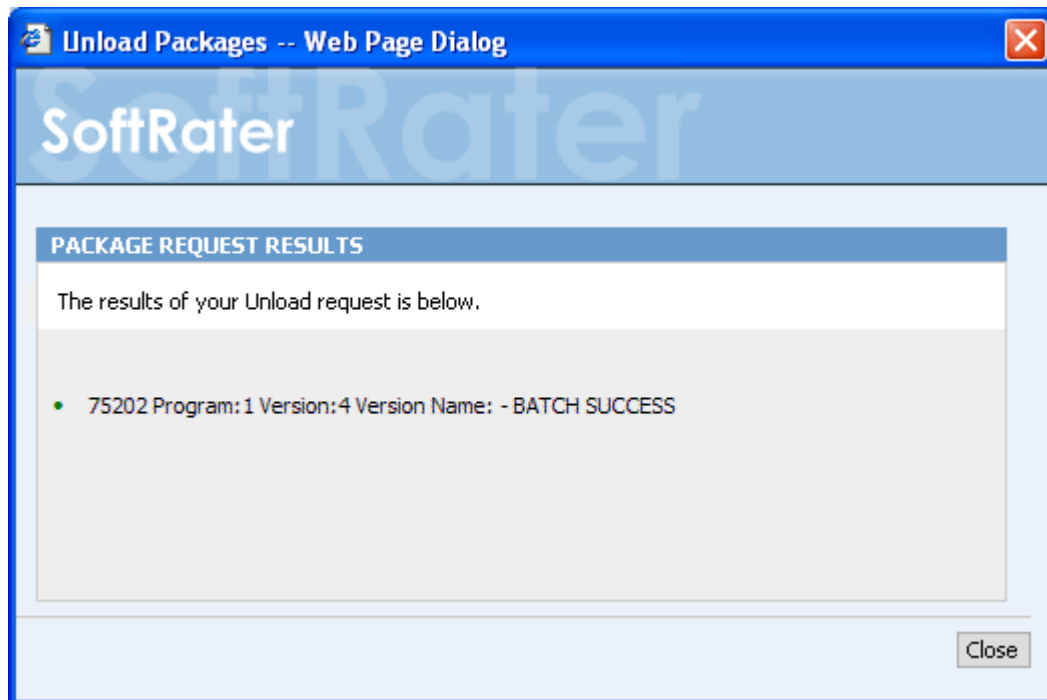 Unload Packages -- Web Page Dialog
SoftRater
SoftRater
PACKAGE REQUEST RESULTS
The results of your Unload request is below.
75202 Program:1 Version:4 Version Name: - BATCH SUCCESS
Close